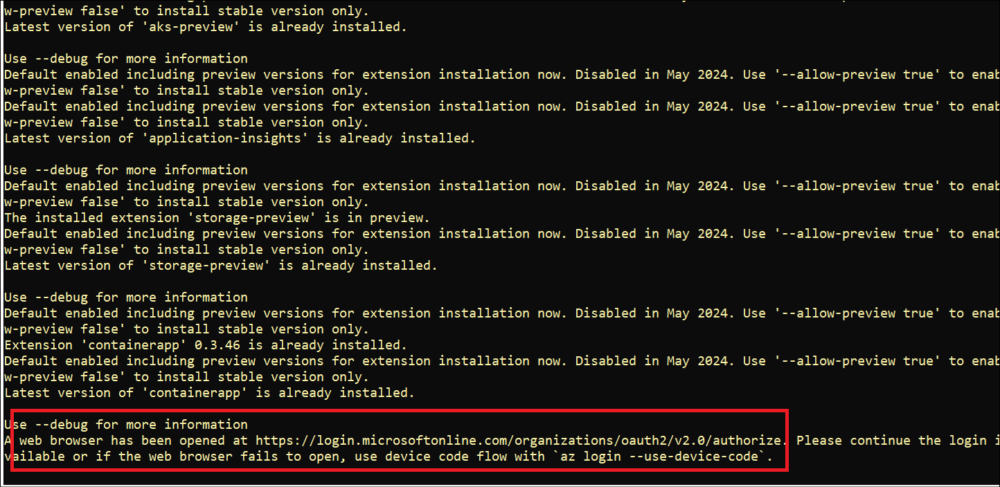 w-preview false' to install stable version only.
Latest version of 'aks-preview' is already installed.
Use --debug for more information
Default enabled including preview versions for extension installation now. Disabled in May 2024. Use '--allow-preview true' to enab
w-preview false' to install stable version only.
Default enabled including preview versions for extension installation now. Disabled in May 2024. Use '--allow-preview true' to enab
w-preview false' to install stable version only.
Latest version of 'application-insights' is already installed.
Use --debug for more information
Default enabled including preview versions for extension installation now. Disabled in May 2024. Use '--allow-preview true' to enab
w-preview false' to install stable version only.
The installed extension 'storage-preview' is in preview.
Default enabled including preview versions for extension installation now. Disabled in May 2024. Use '--allow-preview true' to enab
w-preview false' to install stable version only.
Latest version of 'storage-preview' is already installed.
Use --debug for more information
Default enabled including preview versions for extension installation now. Disabled in May 2024. Use '--allow-preview true' to enab
w-preview false' to install stable version only.
Extension 'containerapp' 0.3.46 is already installed.
Default enabled including preview versions for extension installation now. Disabled in May 2024. Use '--allow-preview true' to enab
w-preview false' to install stable version only.
Latest version of 'containerapp' is already installed.
Use --debug for more information
A web browser has been opened at https://login.microsoftonline.com/organizations/oauth2/v2.0/authorize. Please continue the login i
vailable or if the web browser fails to open, use device code flow with `az login --use-device-code`.